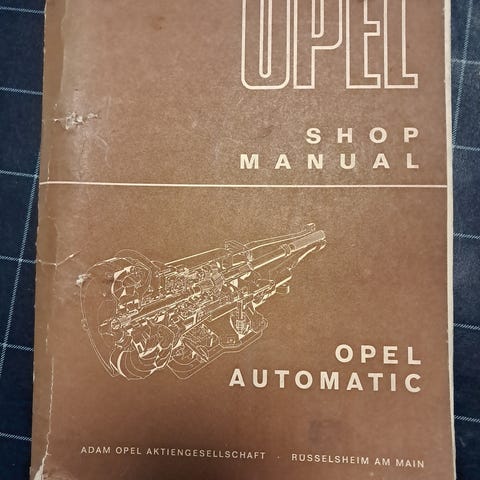 OPEL
SHOP
MANUAL
OPEL
AUTOMATIC
ADAM OPEL AKTIENGESELLSCHAFT · RÜSSELSHEIM AM MAIN